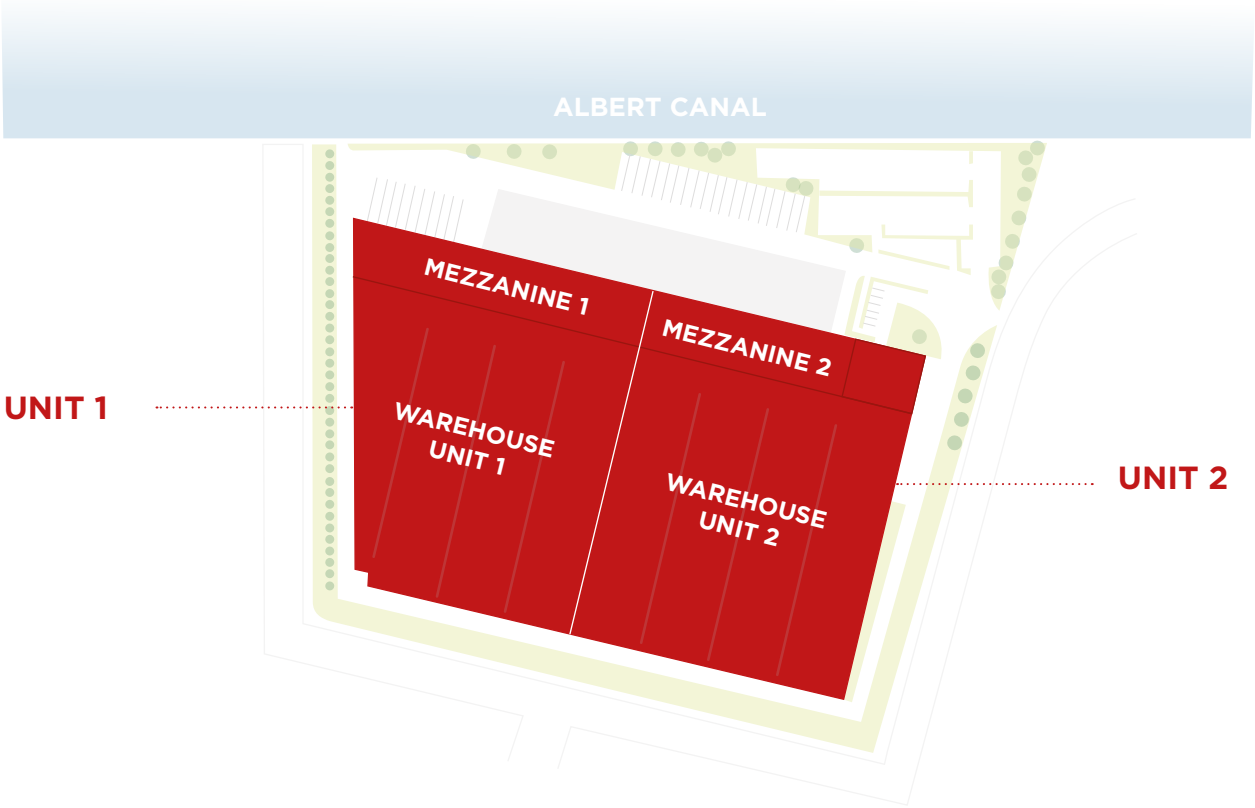 ALBERT CANAL
MEZZANINE 1
MEZZANINE 2
UNIT 1
WAREHOUSE
UNIT 1
WAREHOUSE
UNIT 2
UNIT 2